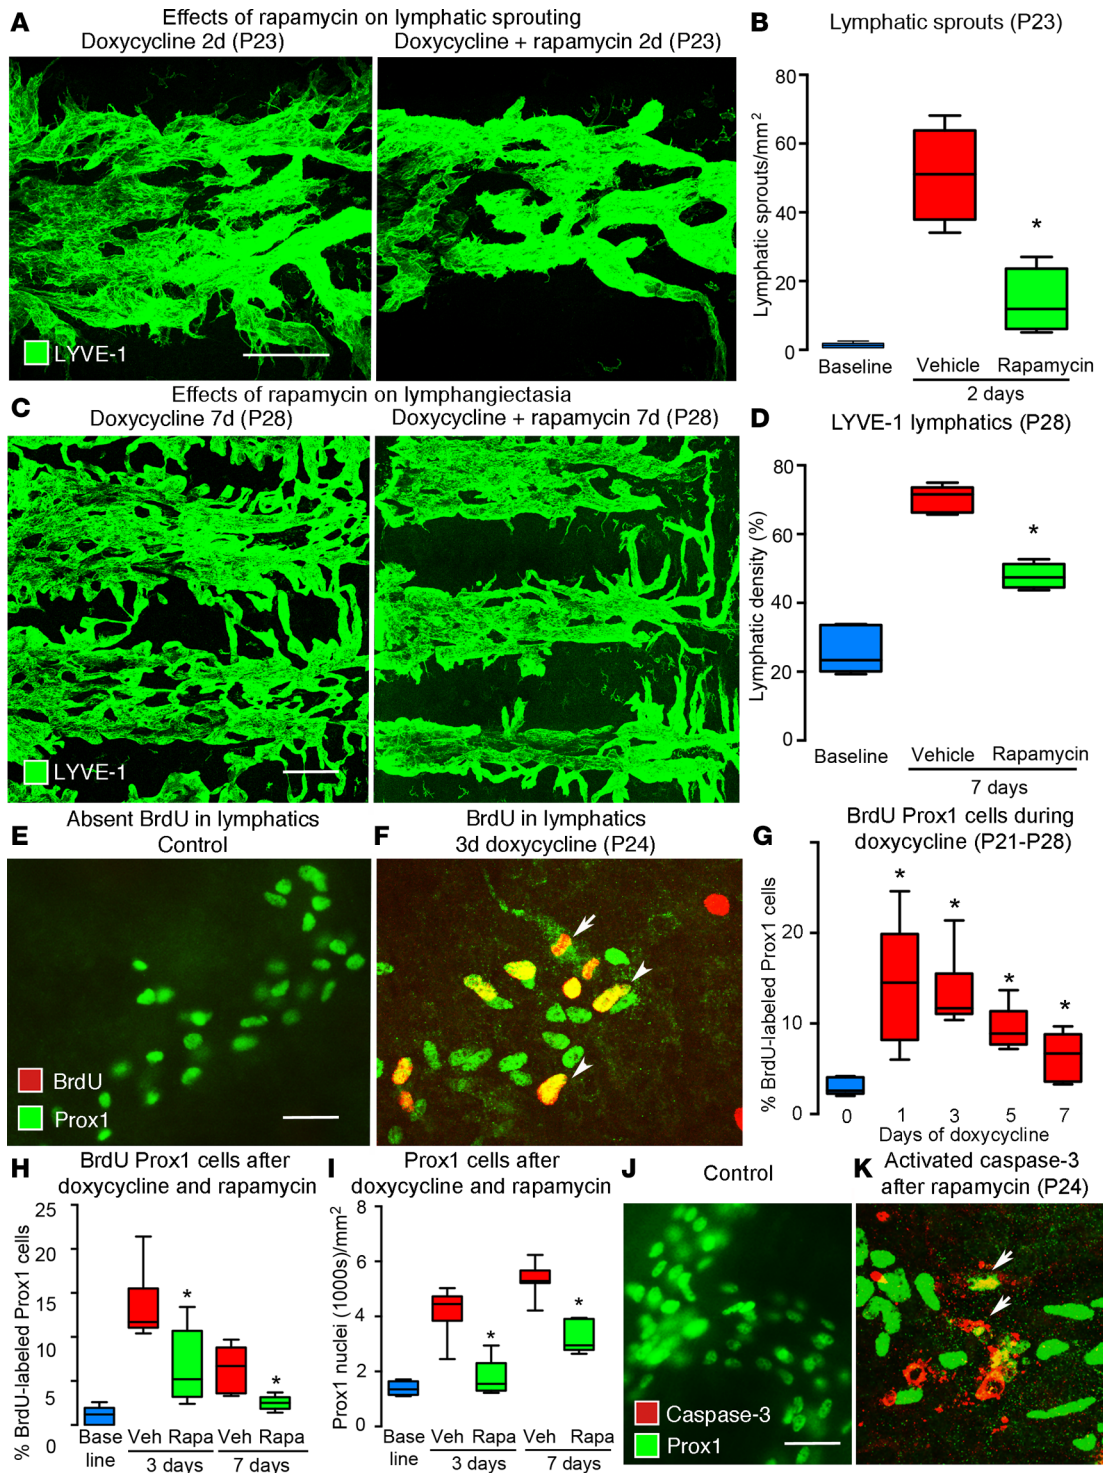 A
Effects of rapamycin on lymphatic sprouting
Doxycycline 2d (P23)
Doxycycline + rapamycin 2d (P23)
LYVE-1
B
Lymphatic sprouts (P23)
Lymphatic sprouts/mm2
80
60
40
20
0
Baseline
Vehicle
Rapamycin
2 days
C
Effects of rapamycin on lymphangiectasia
Doxycycline 7d (P28)
Doxycycline + rapamycin 7d (P28)
LYVE-1
D
LYVE-1 lymphatics (P28)
Lymphatic density (%)
80
60
40
20
0
*
*
Baseline
Vehicle
Rapamycin
7 days
E
Absent BrdU in lymphatics
Control
BrdU
Prox1
F
BrdU in lymphatics
3d doxycycline (P24)
G
BrdU Prox1 cells during
doxycycline (P21-P28)
% BrdU-labeled Prox1 cells
20
10
0
* * * *
0 1 3 5 7
Days of doxycycline
H
BrdU Prox1 cells after
doxycycline and rapamycin
% BrdU-labeled Prox1 cells
25
20
15
10
5
0
* *
Base
line
Veh Rapa Veh Rapa
3 days 7 days
I
Prox1 cells after
doxycycline and rapamycin
Prox1 nuclei (1000s)/mm2
8
6
4
2
0
* *
Base
line
Veh Rapa Veh Rapa
3 days 7 days
J
Control
Caspase-3
Prox1
K
Activated caspase-3
after rapamycin (P24)